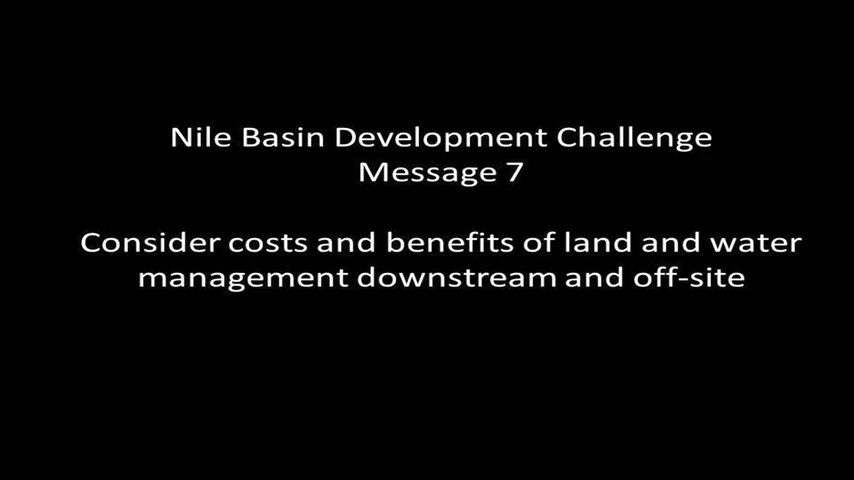 Nile Basin Development Challenge
Message 7
Consider costs and benefits of land and water
management downstream and off-site